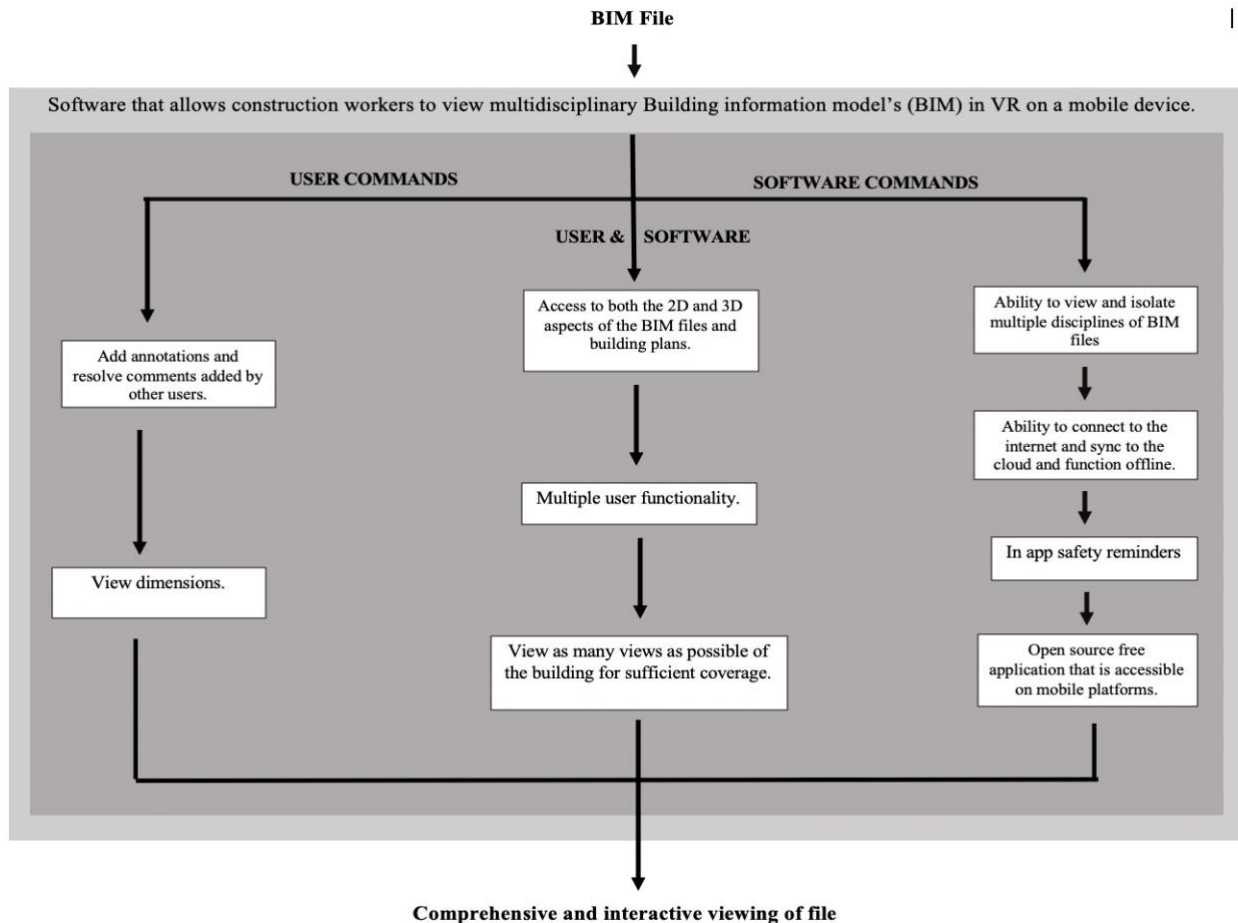 BIM File
Software that allows construction workers to view multidisciplinary Building information model’s (BIM) in VR on a mobile device.
USER COMMANDS
SOFTWARE COMMANDS
USER & SOFTWARE
Add annotations and
resolve comments added by
other users.
View dimensions.
Access to both the 2D and 3D
aspects of the BIM files and
building plans.
Multiple user functionality.
View as many views as possible of
the building for sufficient coverage.
Ability to view and isolate
multiple disciplines of BIM
files
Ability to connect to the
internet and sync to the
cloud and function offline.
In app safety reminders
Open source free
application that is accessible
on mobile platforms.
Comprehensive and interactive viewing of file